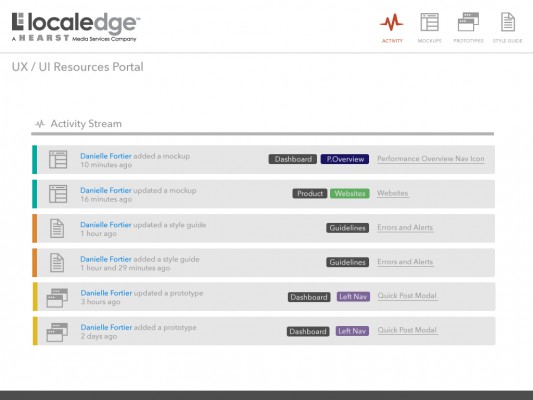 localedge™
A HEARST Media Services Company
ACTIVITY MOCKUPS PROTOTYPES STYLE GUIDE
UX / UI Resources Portal
Activity Stream
Danielle Fortier added a mockup
10 minutes ago
Dashboard P.Overview Performance Overview Nav Icon
Danielle Fortier updated a mockup
16 minutes ago
Product Websites Websites
Danielle Fortier updated a style guide
1 hour ago
Guidelines Errors and Alerts
Danielle Fortier added a style guide
1 hour and 29 minutes ago
Guidelines Errors and Alerts
Danielle Fortier updated a prototype
3 hours ago
Dashboard Left Nav Quick Post Modal
Danielle Fortier added a prototype
2 days ago
Dashboard Left Nav Quick Post Modal